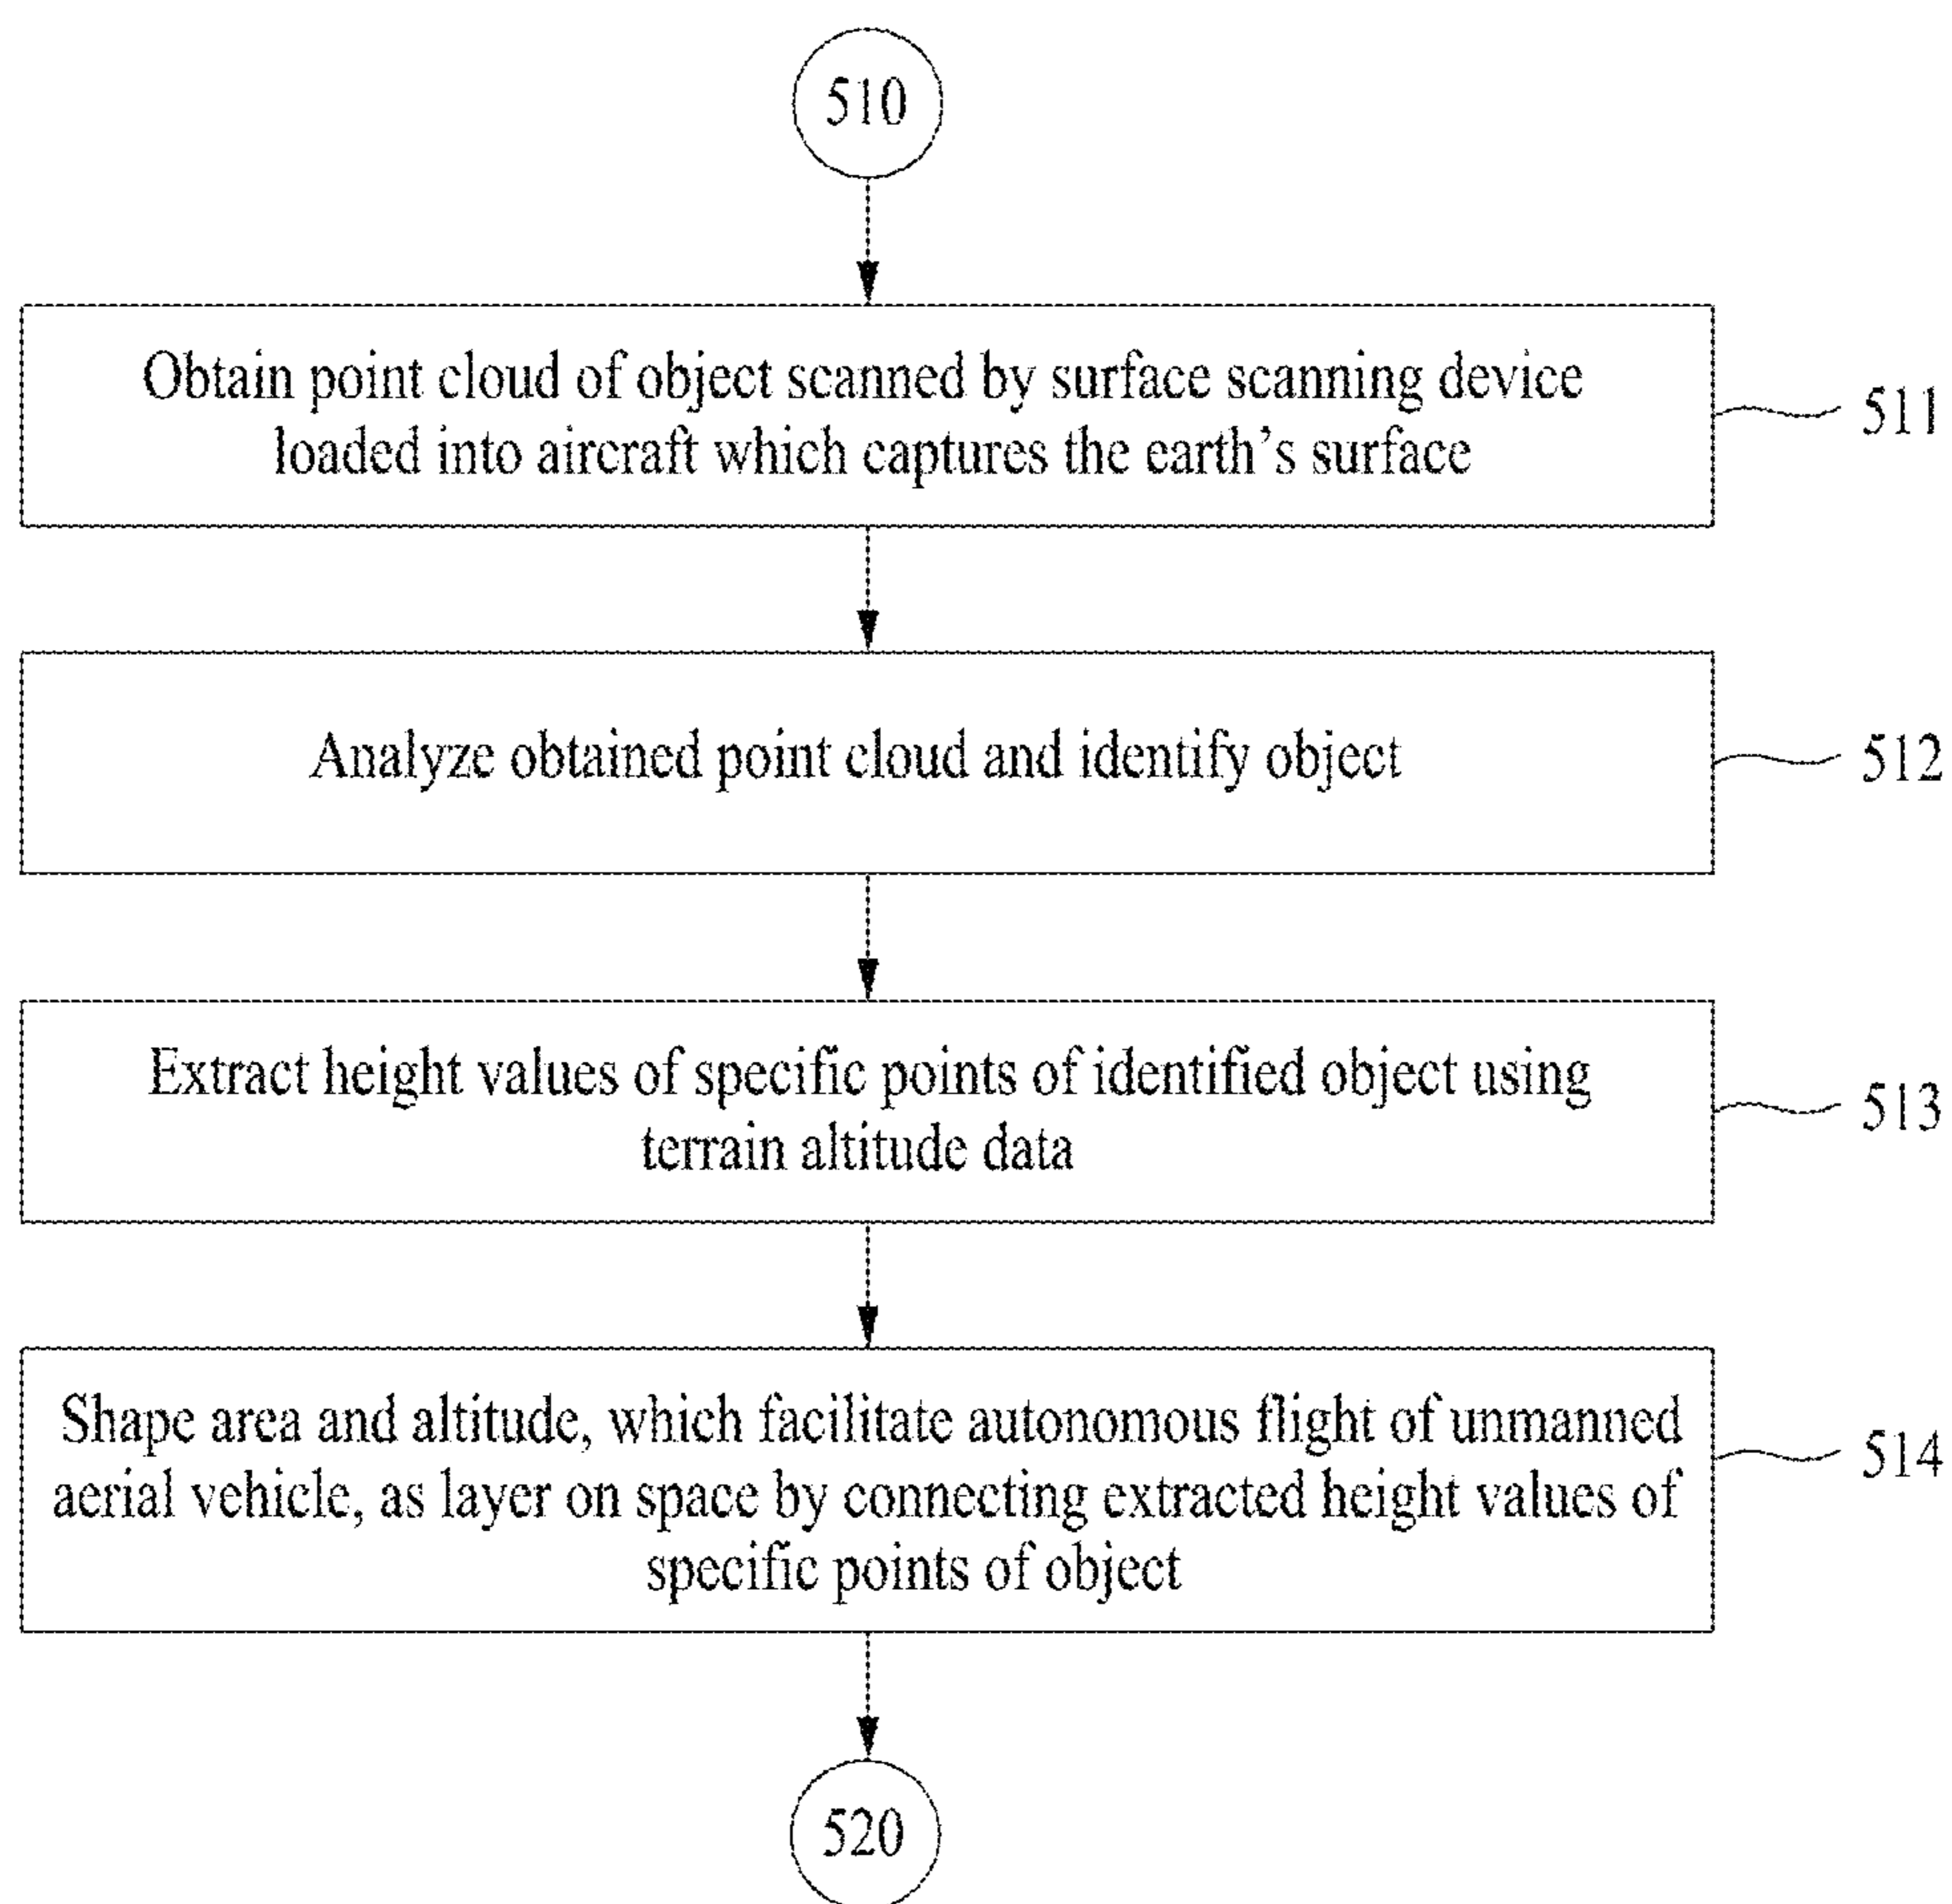 510
Obtain point cloud of object scanned by surface scanning device
loaded into aircraft which captures the earth’s surface
511
Analyze obtained point cloud and identify object
512
Extract height values of specific points of identified object using
terrain altitude data
513
Shape area and altitude, which facilitate autonomous flight of unmanned
aerial vehicle, as layer on space by connecting extracted height values of
specific points of object
514
520